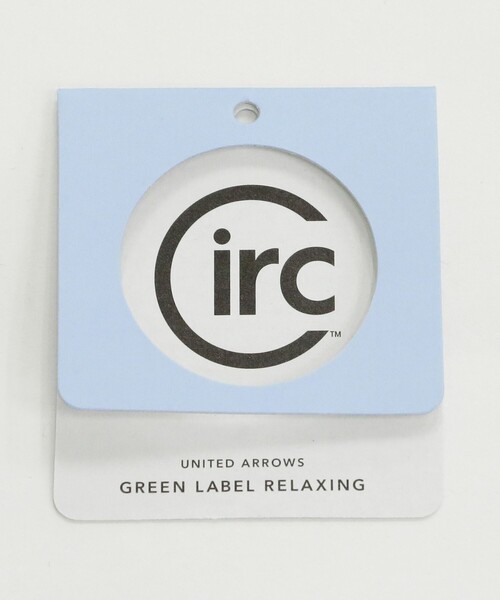 Circ
TM
UNITED ARROWS
GREEN LABEL RELAXING